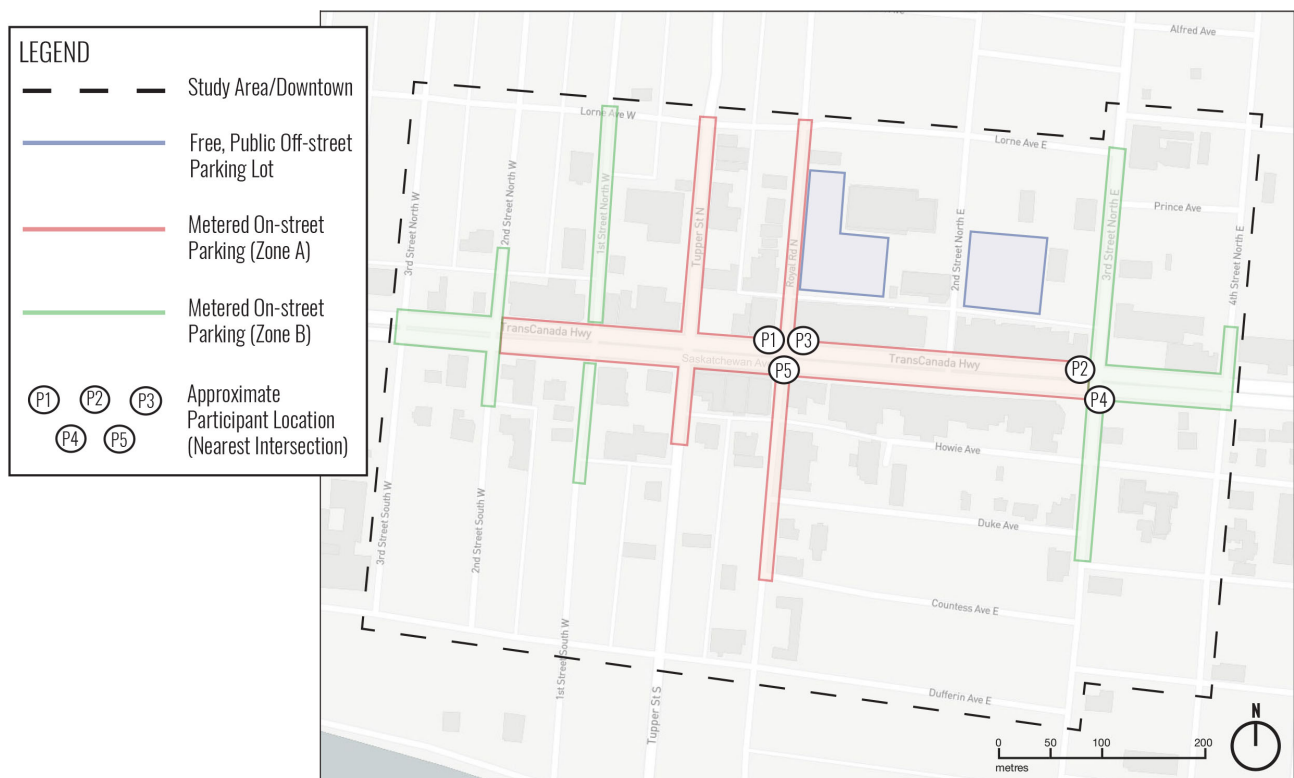 LEGEND
Study Area/Downtown
Free, Public Off-street
Parking Lot
Metered On-street
Parking (Zone A)
Metered On-street
Parking (Zone B)
P1
P2
P3
P4
P5
Approximate
Participant Location
(Nearest Intersection)
Alfred Ave
Lorne Ave W
Lorne Ave E
Prince Ave
3rd Street North W
2nd Street North W
1st Street North W
Tupper St N
Royal Rd N
2nd Street North E
3rd Street North E
4th Street North E
TransCanada Hwy
Saskatchewan Av
TransCanada Hwy
P1
P3
P5
P2
P4
Howie Ave
Duke Ave
Countess Ave E
Dufferin Ave E
3rd Street South W
2nd Street South W
1st Street South W
Tupper St S
N
0 50 100 200
metres